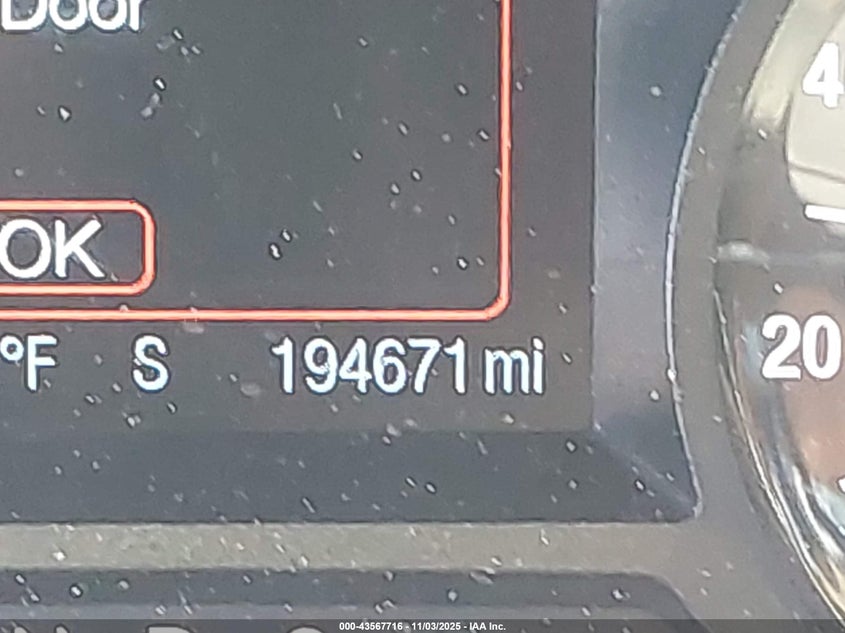 Door
4
OK
20
°F S 194671 mi
000-43567716 - 11/03/2025 - IAA Inc.